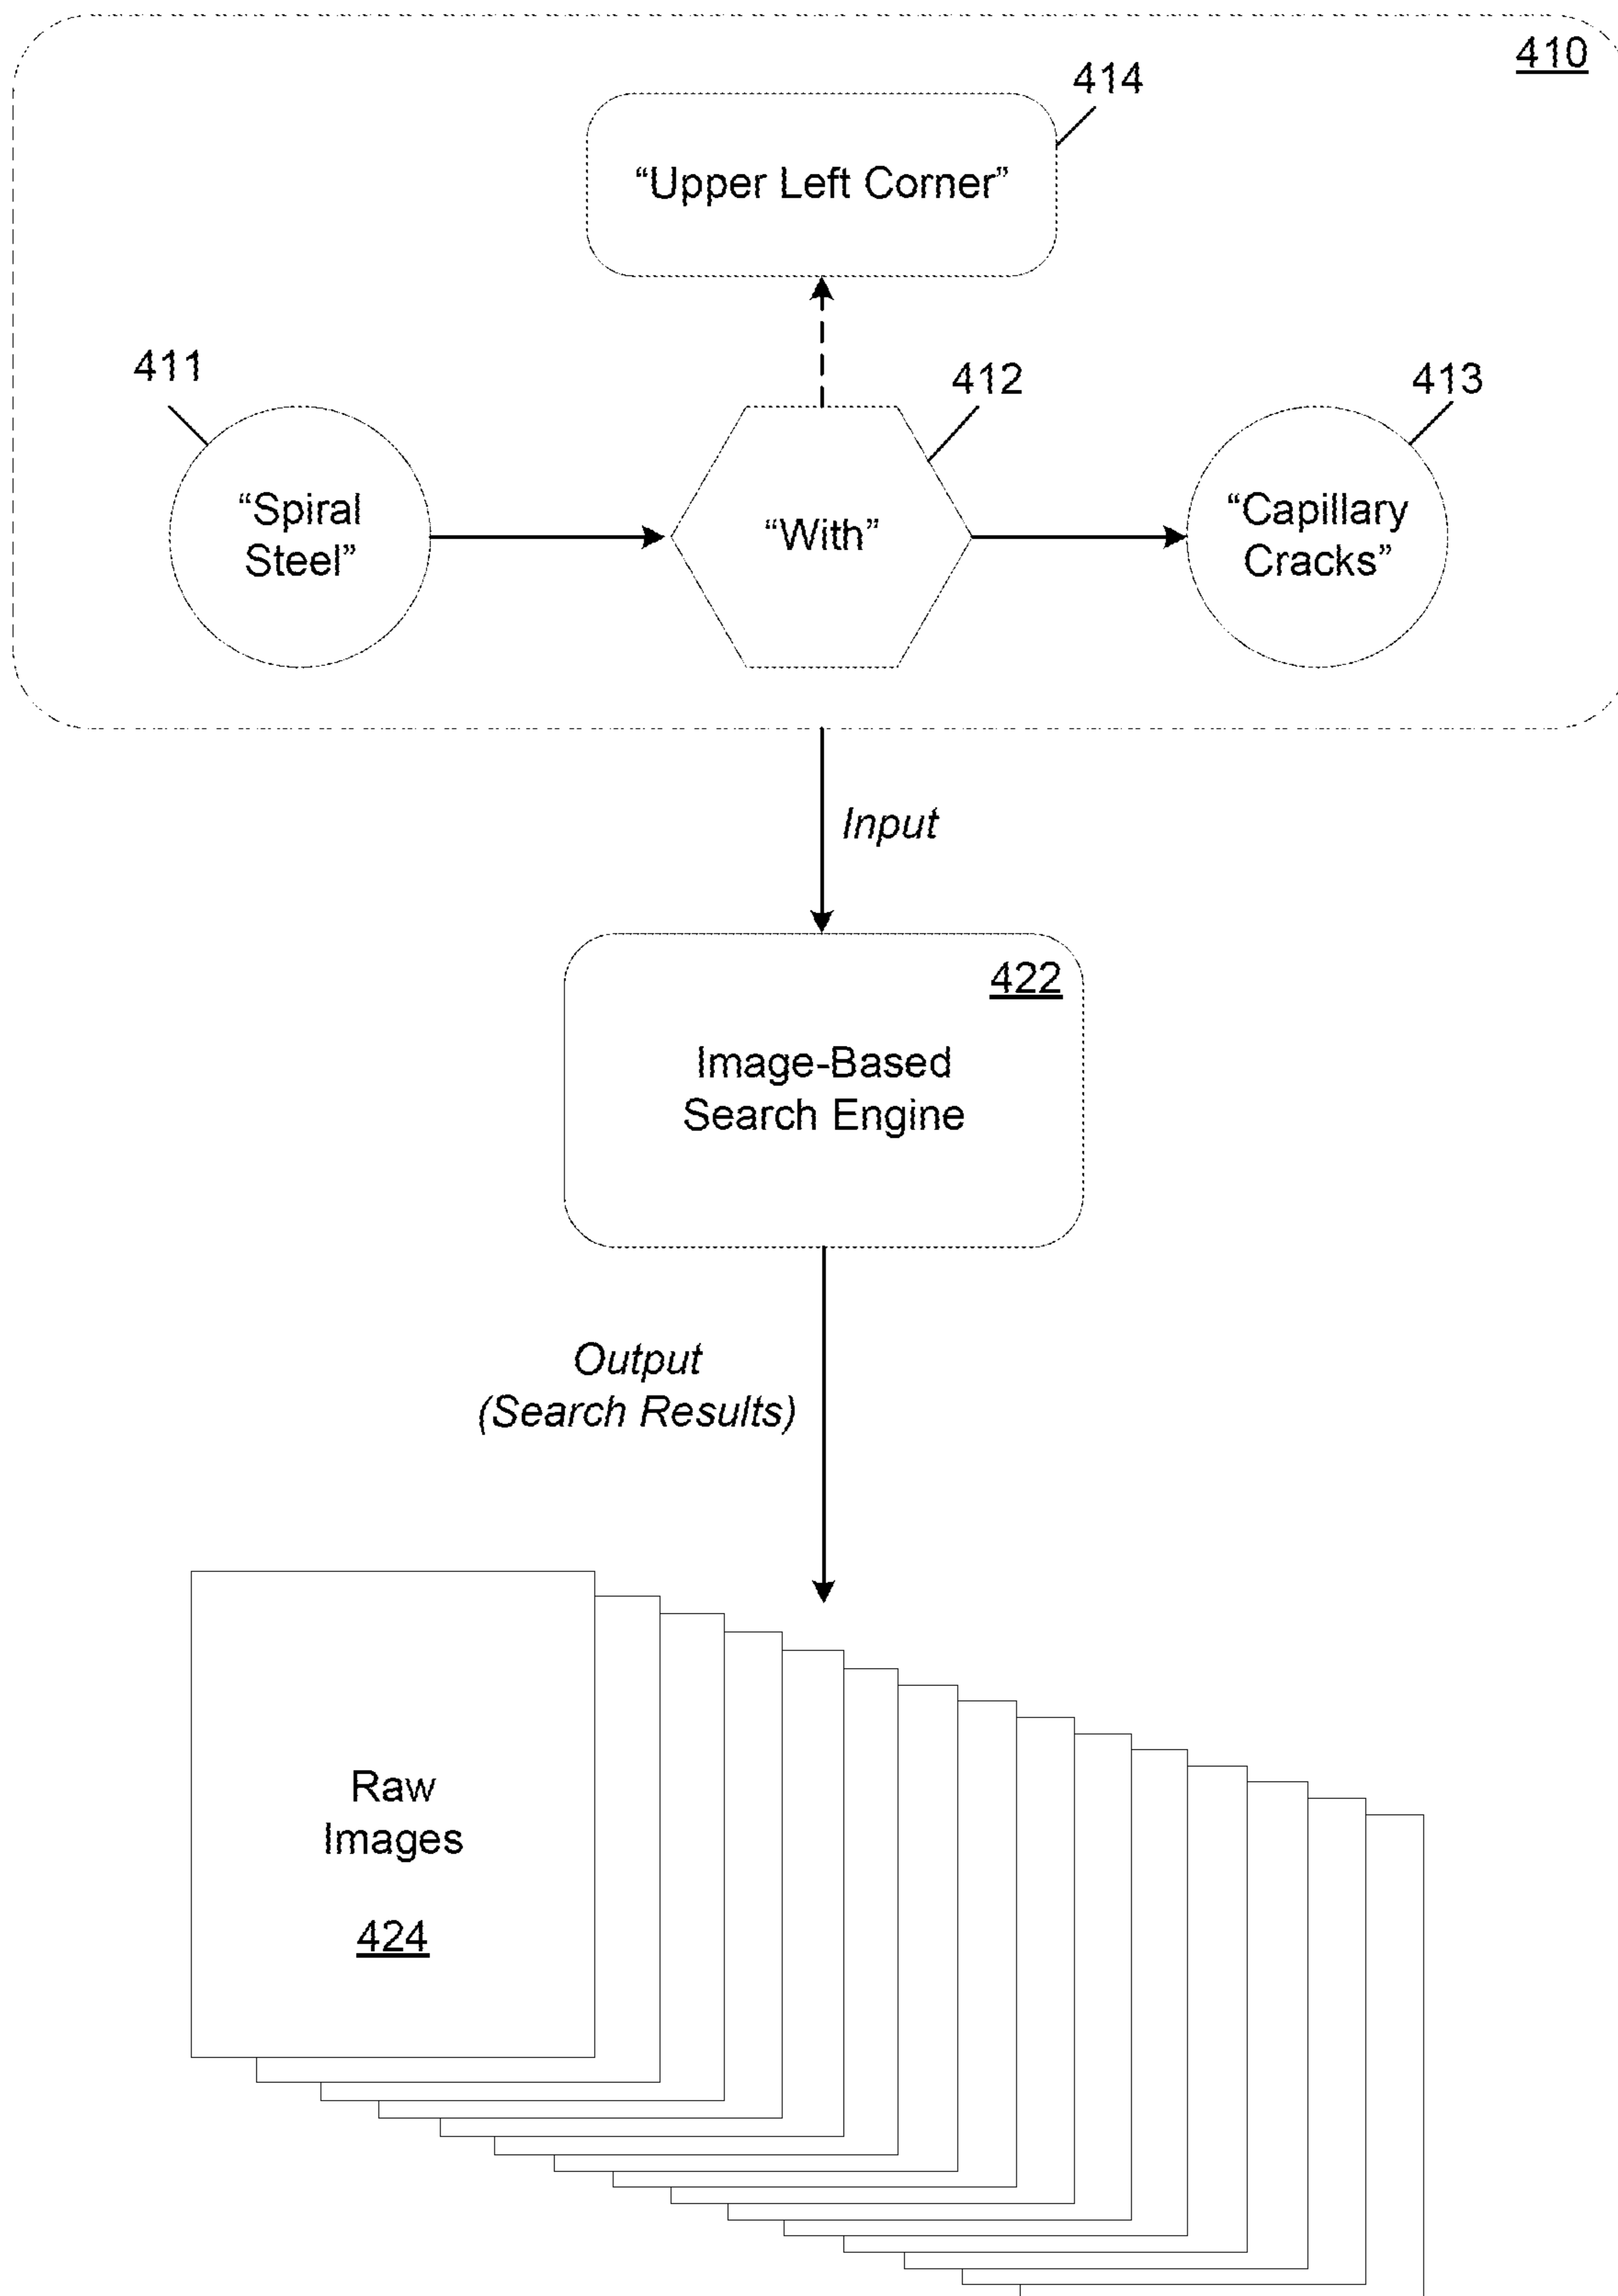 410
414
“Upper Left Corner”
411
412
413
“Spiral
Steel”
“With”
“Capillary
Cracks”
Input
422
Image-Based
Search Engine
Output
(Search Results)
Raw
Images
424